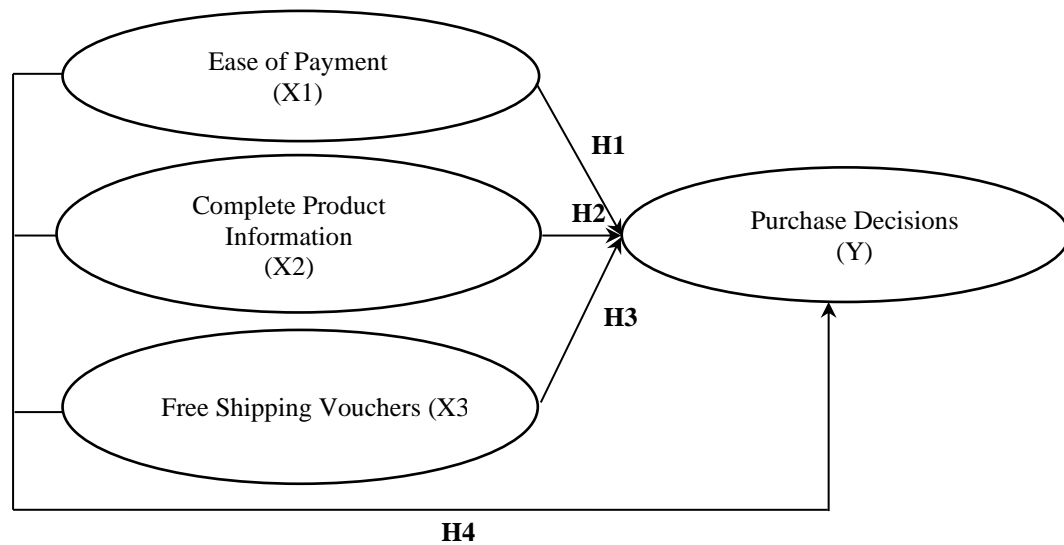 Ease of Payment
(X1)
H1
Complete Product
Information
(X2)
H2
Purchase Decisions
(Y)
H3
Free Shipping Vouchers (X3
H4